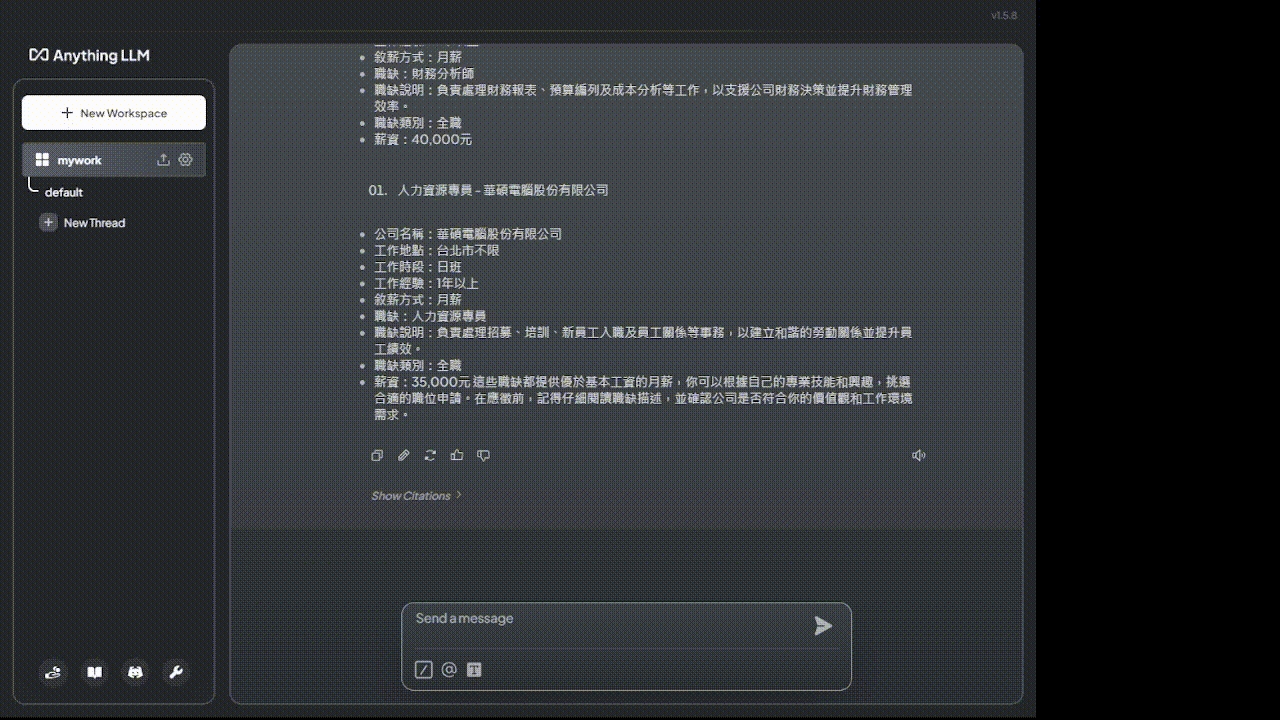 v1.5.8
Anything LLM
New Workspace
mywork
default
New Thread
敘薪方式：月薪
職缺：財務分析師
職缺說明：負責處理財務報表、預算編列及成本分析等工作，以支援公司財務決策並提升財務管理
效率。
職缺類別：全職
薪資：40,000元
01. 人力資源專員 - 華碩電腦股份有限公司
公司名稱：華碩電腦股份有限公司
工作地點：台北市不限
工作時段：日班
工作經驗：1年以上
敘薪方式：月薪
職缺：人力資源專員
職缺說明：負責處理招募、培訓、新員工入職及員工關係等事務，以建立和諧的勞動關係並提升員
工績效。
職缺類別：全職
薪資：35,000元 這些職缺都提供優於基本工資的月薪，你可以根據自己的專業技能和興趣，挑選
合適的職位申請。在應徵前，記得仔細閱讀職缺描述，並確認公司是否符合你的價值觀和工作環境
需求。
Show Citations
Send a message